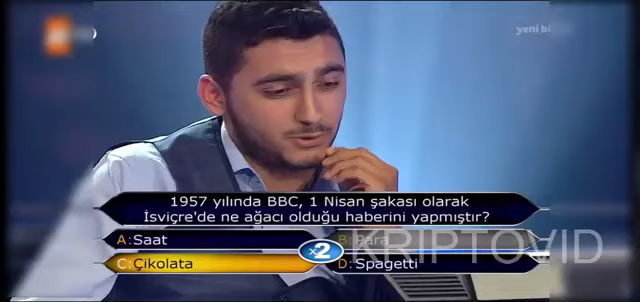 yeni bö
1957 yılında BBC, 1 Nisan şakası olarak
İsviçre'de ne ağacı olduğu haberini yapmıştır?
A: Saat
B: Para
x2
C: Çikolata
D: Spagetti
KRIPTOVID